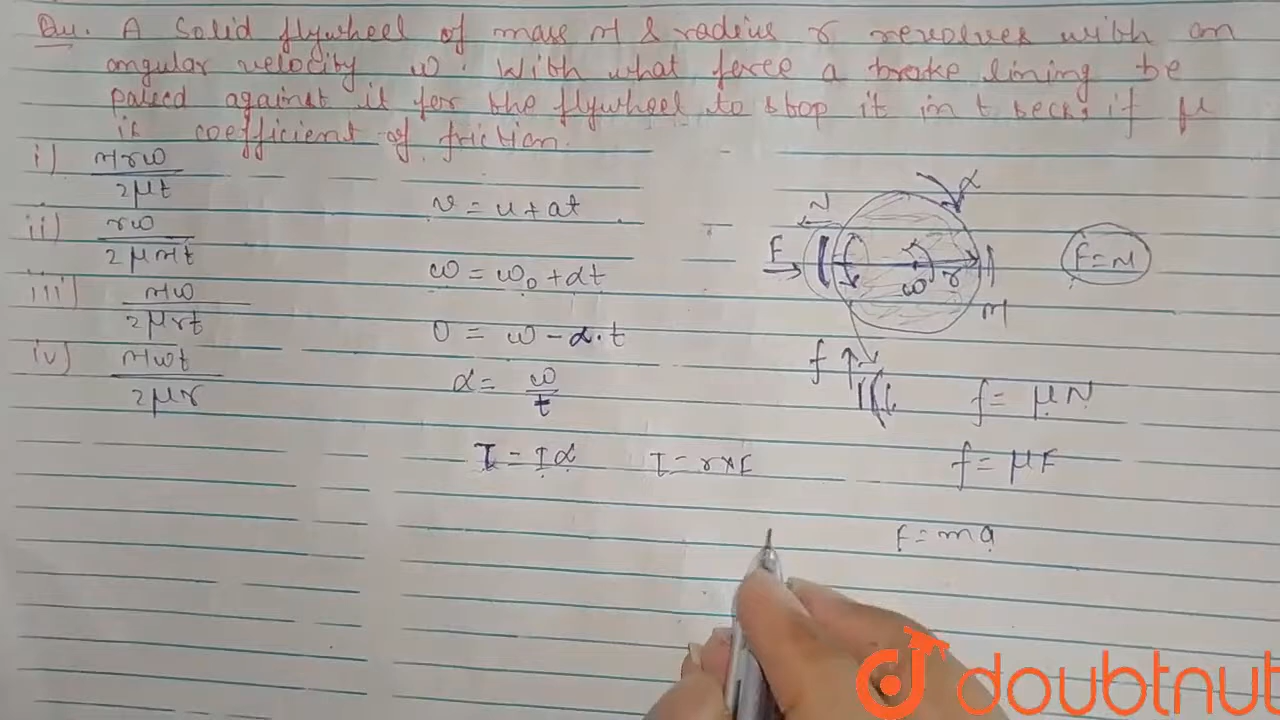 Qu. A Solid flywheel of mass M & radius r revolves with an
angular velocity ω. With what force a brake lining be
paleed against it for the flywheel to stop it in t secs if μ
is coefficient of friction.
i) Mrω / 2μt
ii) rω / 2μMt
iii) Mω / 2μrt
iv) Mωt / 2μr
v = u + at
ω = ω₀ + αt
0 = ω - α·t
α = ω / t
τ = Iα
τ = r×F
α
N
F
f
ω
r
M
F = N
f
f = μN
f = μF
F = ma
doubtnut